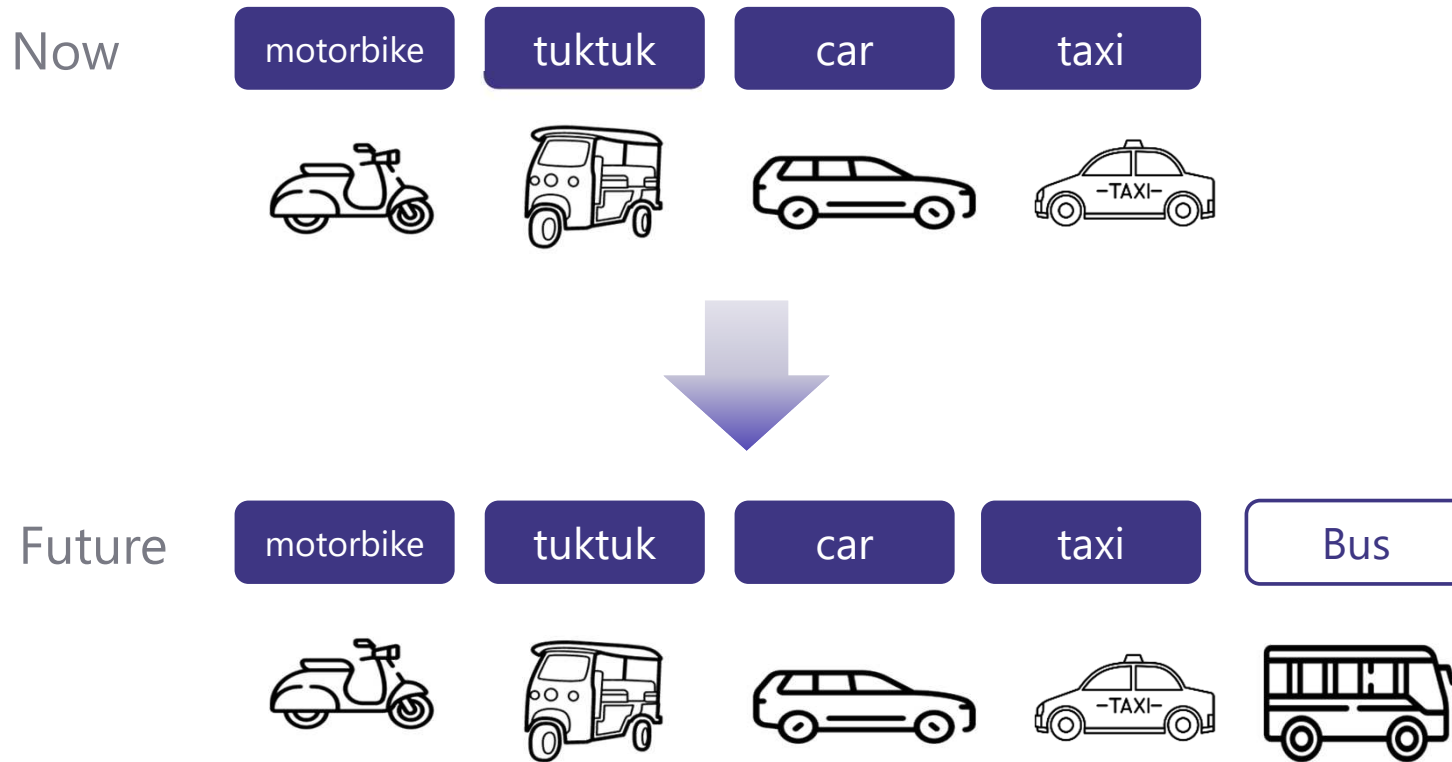 Now
motorbike
tuktuk
car
taxi
-TAXI-
Future
motorbike
tuktuk
car
taxi
Bus
-TAXI-